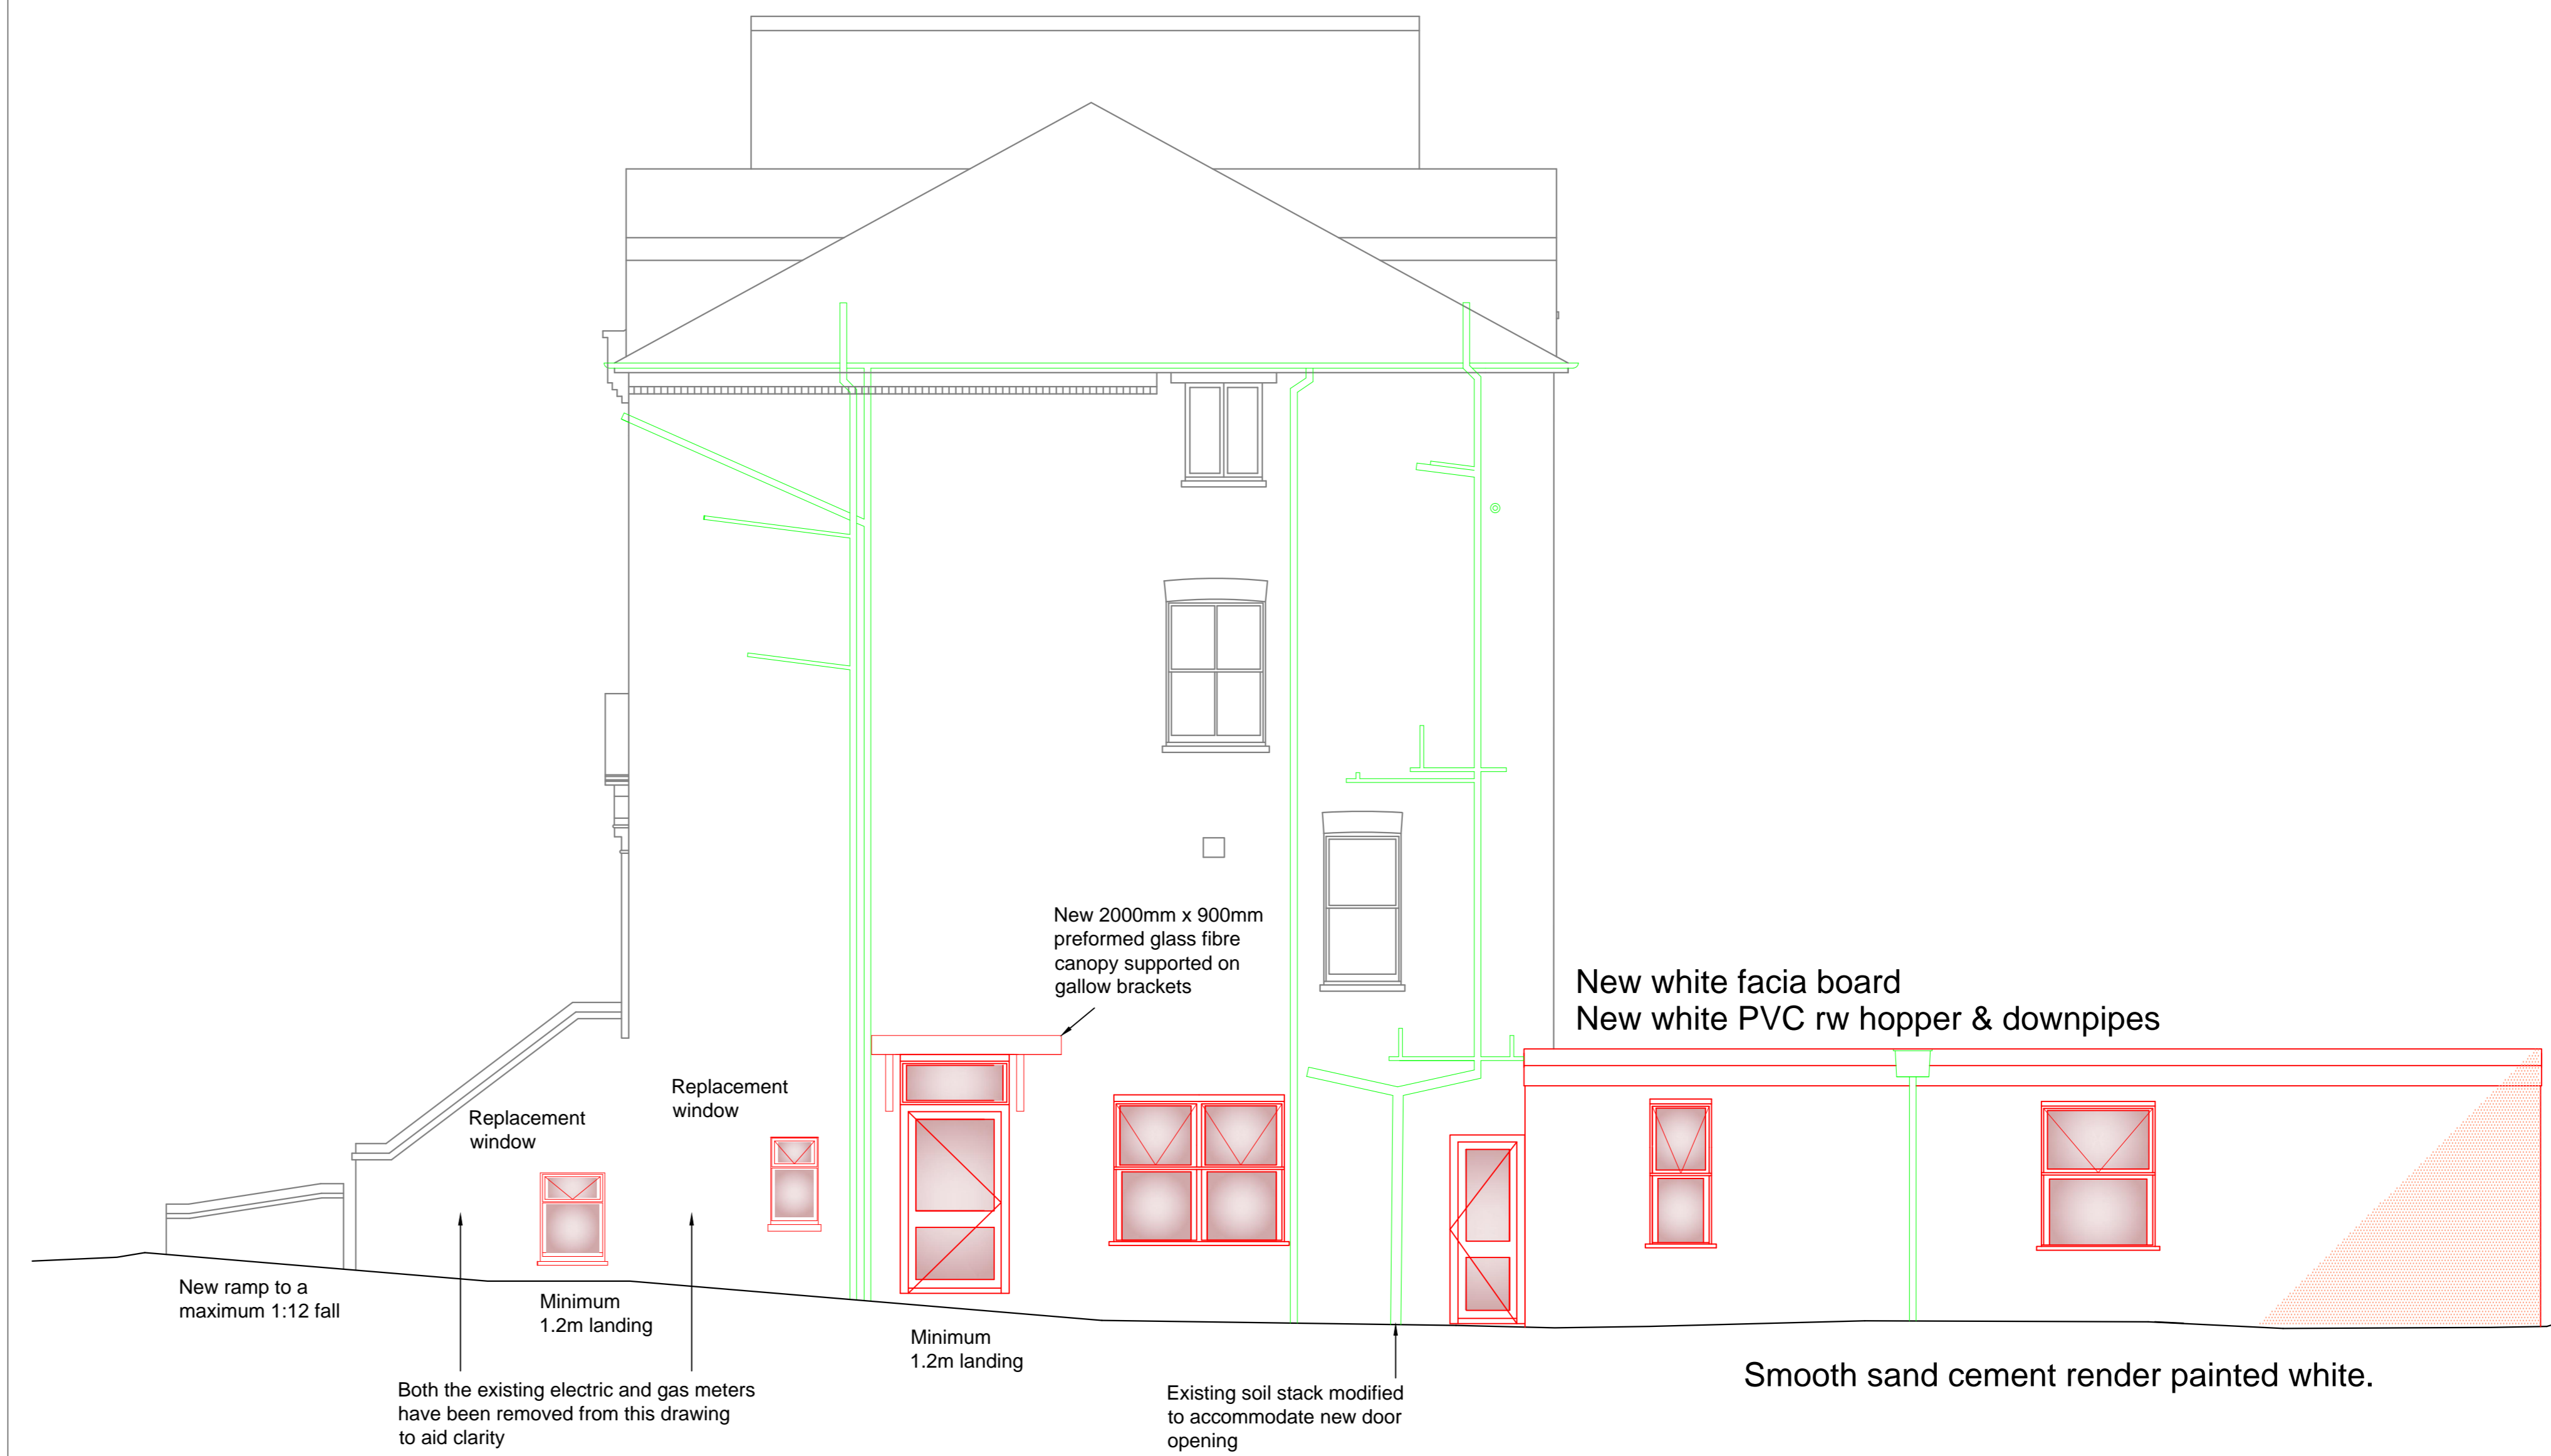 New 2000mm x 900mm
preformed glass fibre
canopy supported on
gallow brackets
New white facia board
New white PVC rw hopper & downpipes
Replacement
window
Replacement
window
New ramp to a
maximum 1:12 fall
Minimum
1.2m landing
Minimum
1.2m landing
Both the existing electric and gas meters
have been removed from this drawing
to aid clarity
Existing soil stack modified
to accommodate new door
opening
Smooth sand cement render painted white.